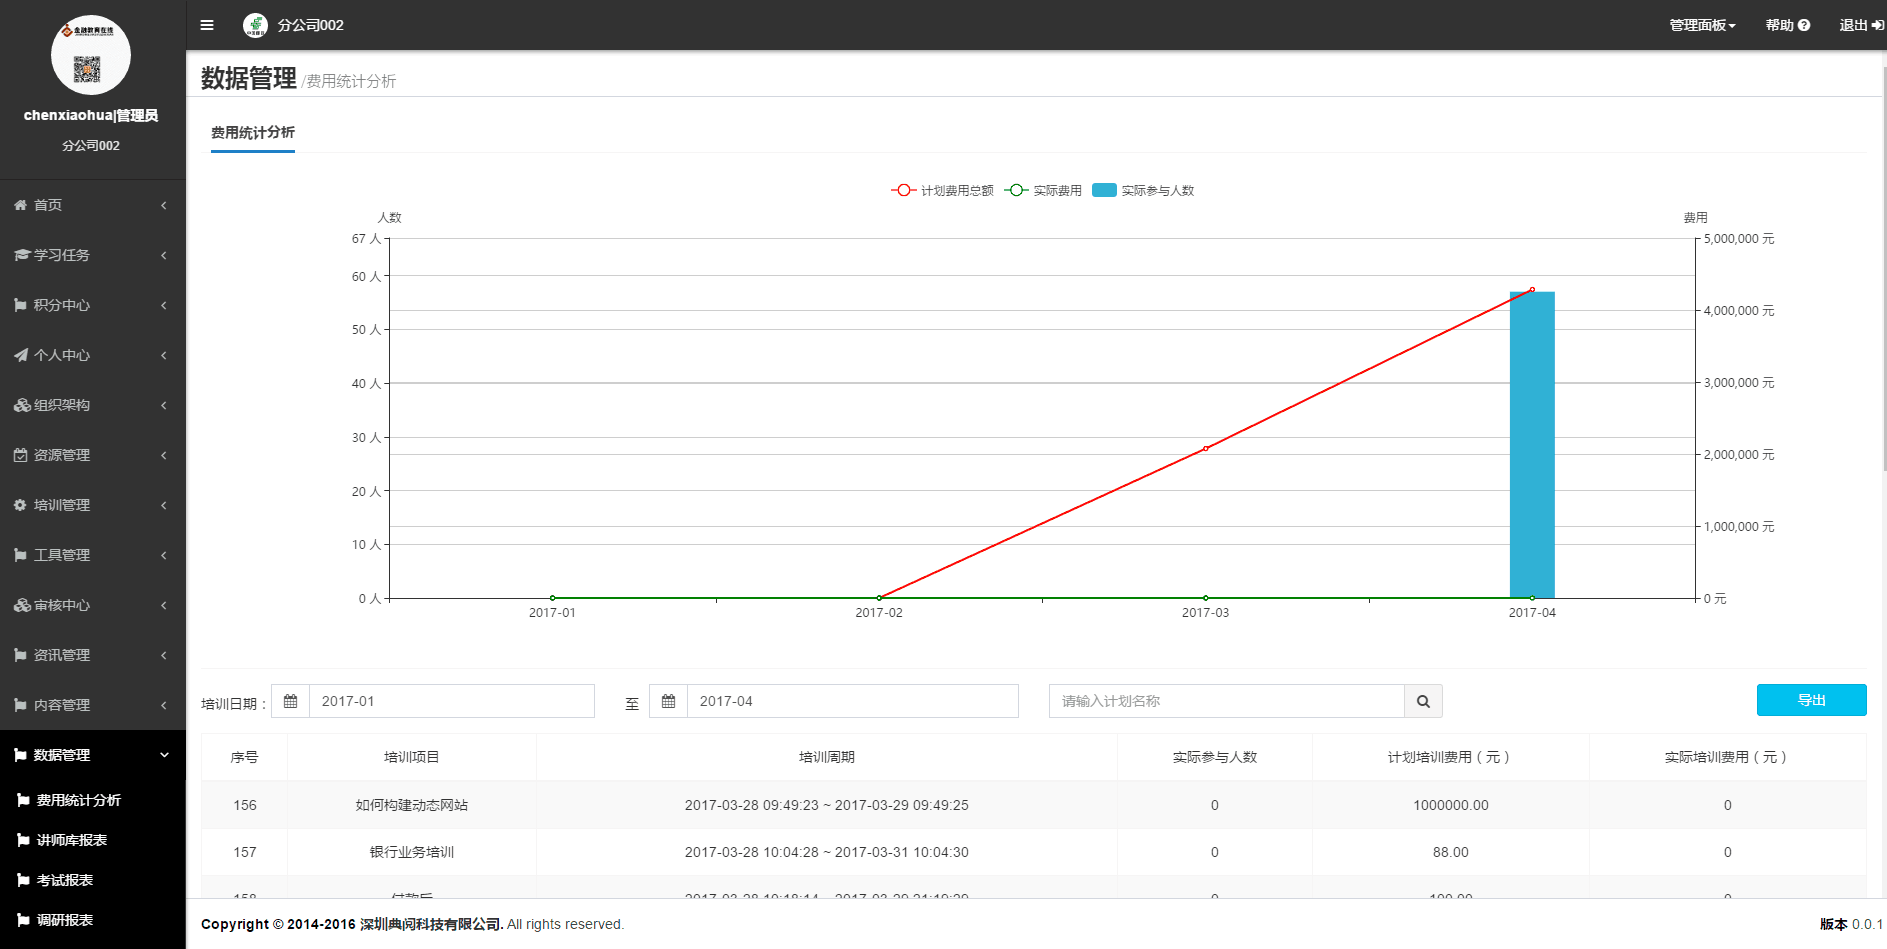 金融教育在线
chenxiaohua|管理员
分公司002
首页
学习任务
积分中心
个人中心
组织架构
资源管理
培训管理
工具管理
审核中心
资讯管理
内容管理
数据管理
费用统计分析
讲师库报表
考试报表
调研报表
分公司002
管理面板 帮助 退出
数据管理 /费用统计分析
费用统计分析
计划费用总额 实际费用 实际参与人数
人数 费用
67 人 5,000,000 元
60 人
4,000,000 元
50 人
40 人 3,000,000 元
30 人
2,000,000 元
20 人
1,000,000 元
10 人
0 人 0 元
2017-01 2017-02 2017-03 2017-04
培训日期： 2017-01 至 2017-04 请输入计划名称 导出
序号 培训项目 培训周期 实际参与人数 计划培训费用（元） 实际培训费用（元）
156 如何构建动态网站 2017-03-28 09:49:23 ~ 2017-03-29 09:49:25 0 1000000.00 0
157 银行业务培训 2017-03-28 10:04:28 ~ 2017-03-31 10:04:30 0 88.00 0
Copyright © 2014-2016 深圳典阅科技有限公司. All rights reserved. 版本 0.0.1